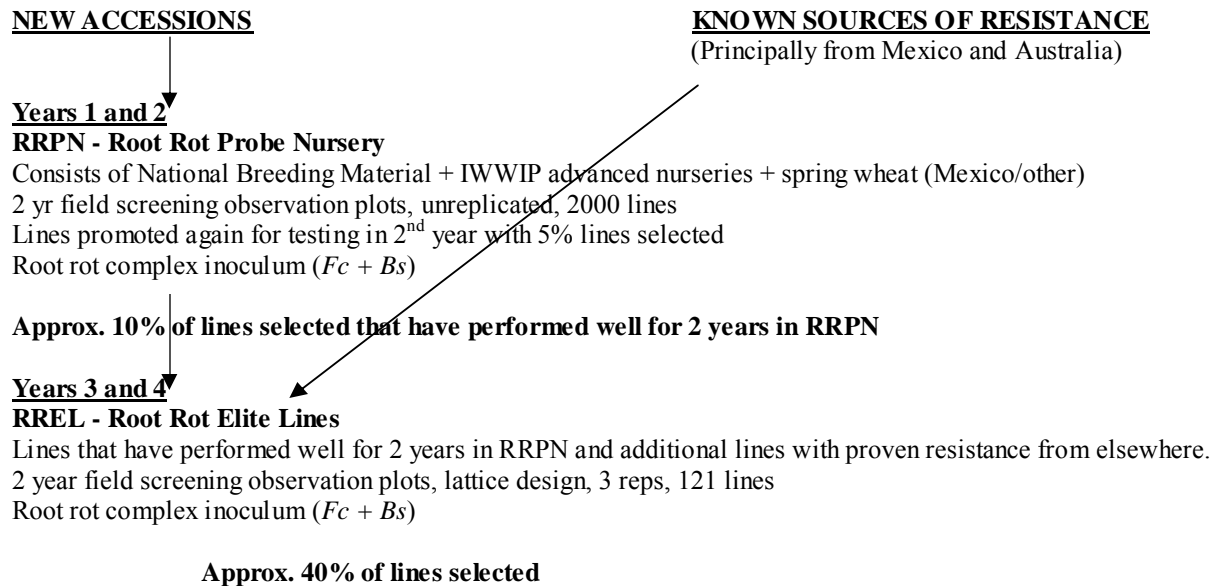 NEW ACCESSIONS
KNOWN SOURCES OF RESISTANCE
(Principally from Mexico and Australia)
Years 1 and 2
RRPN - Root Rot Probe Nursery
Consists of National Breeding Material + IWWIP advanced nurseries + spring wheat (Mexico/other)
2 yr field screening observation plots, unreplicated, 2000 lines
Lines promoted again for testing in 2nd year with 5% lines selected
Root rot complex inoculum (Fc + Bs)
Approx. 10% of lines selected that have performed well for 2 years in RRPN
Years 3 and 4
RREL - Root Rot Elite Lines
Lines that have performed well for 2 years in RRPN and additional lines with proven resistance from elsewhere.
2 year field screening observation plots, lattice design, 3 reps, 121 lines
Root rot complex inoculum (Fc + Bs)
Approx. 40% of lines selected